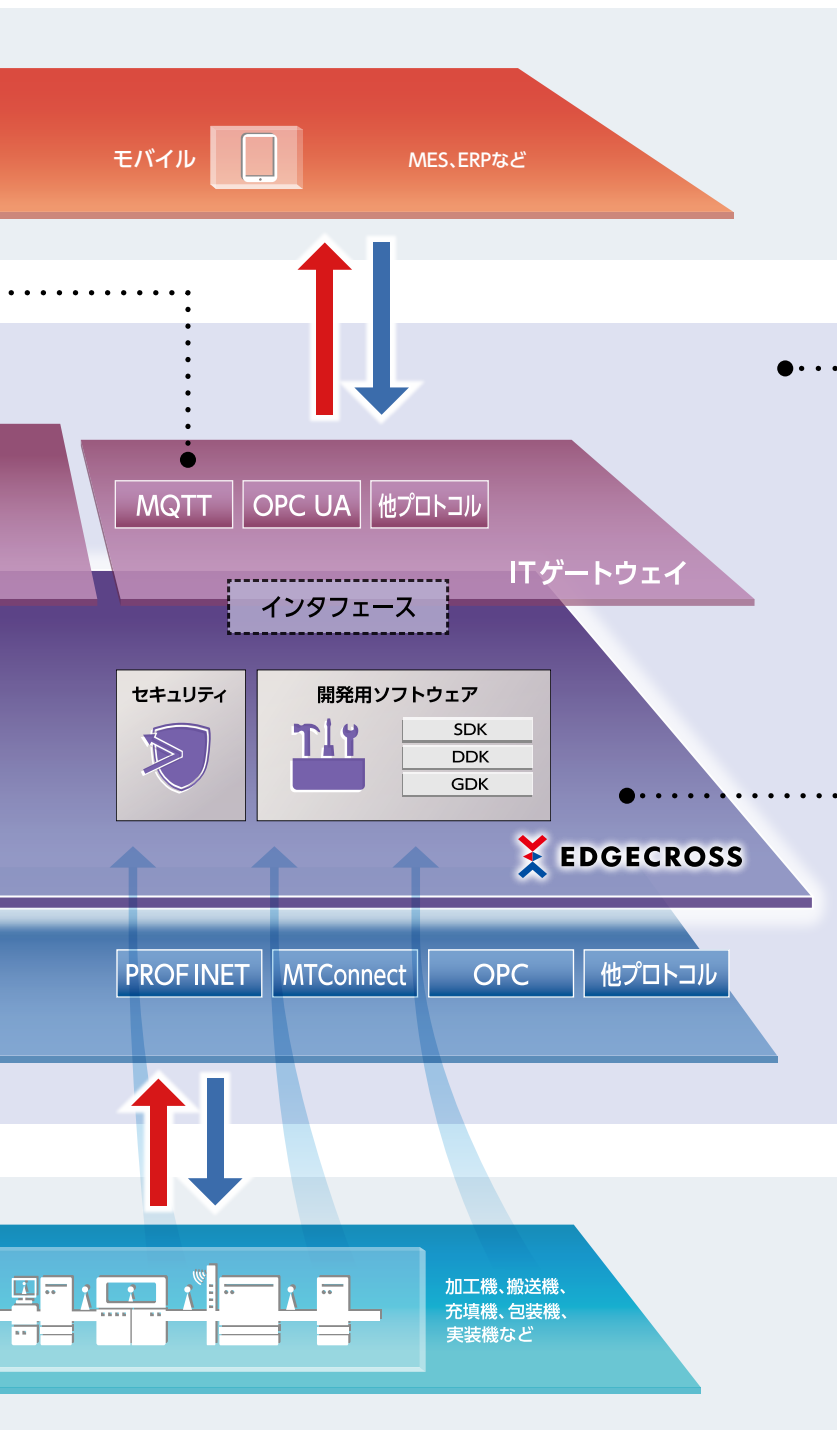 モバイル
MES、ERPなど
MQTT
OPC UA
他プロトコル
ITゲートウェイ
インタフェース
セキュリティ
開発用ソフトウェア
SDK
DDK
GDK
EDGECROSS
PROFINET
MTConnect
OPC
他プロトコル
加工機、搬送機、
充填機、包装機、
実装機など